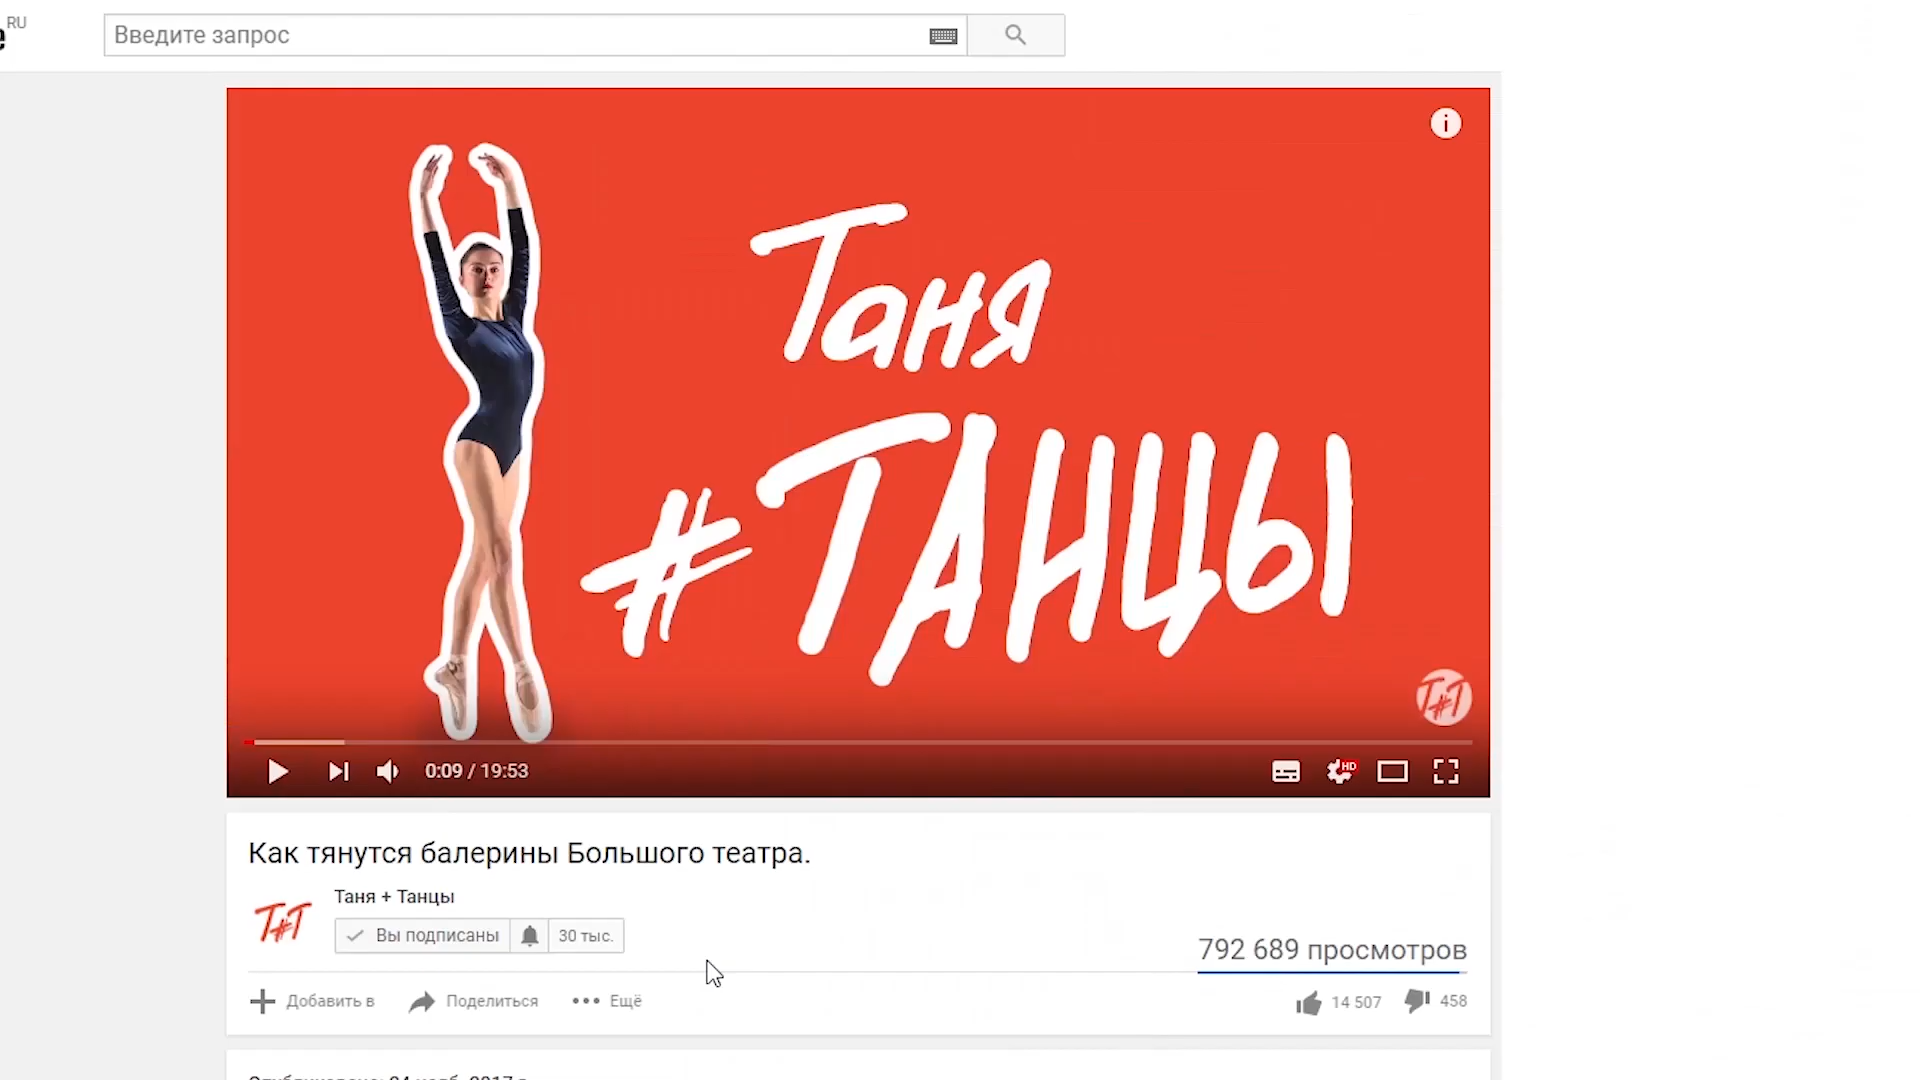 RU
Введите запрос
Таня
#ТАНЦЫ
T#T
HD
0:09 / 19:53
Как тянутся балерины Большого театра.
T#T
Таня + Танцы
Вы подписаны
30 тыс.
792 689 просмотров
Добавить в
Поделиться
Ещё
14 507
458